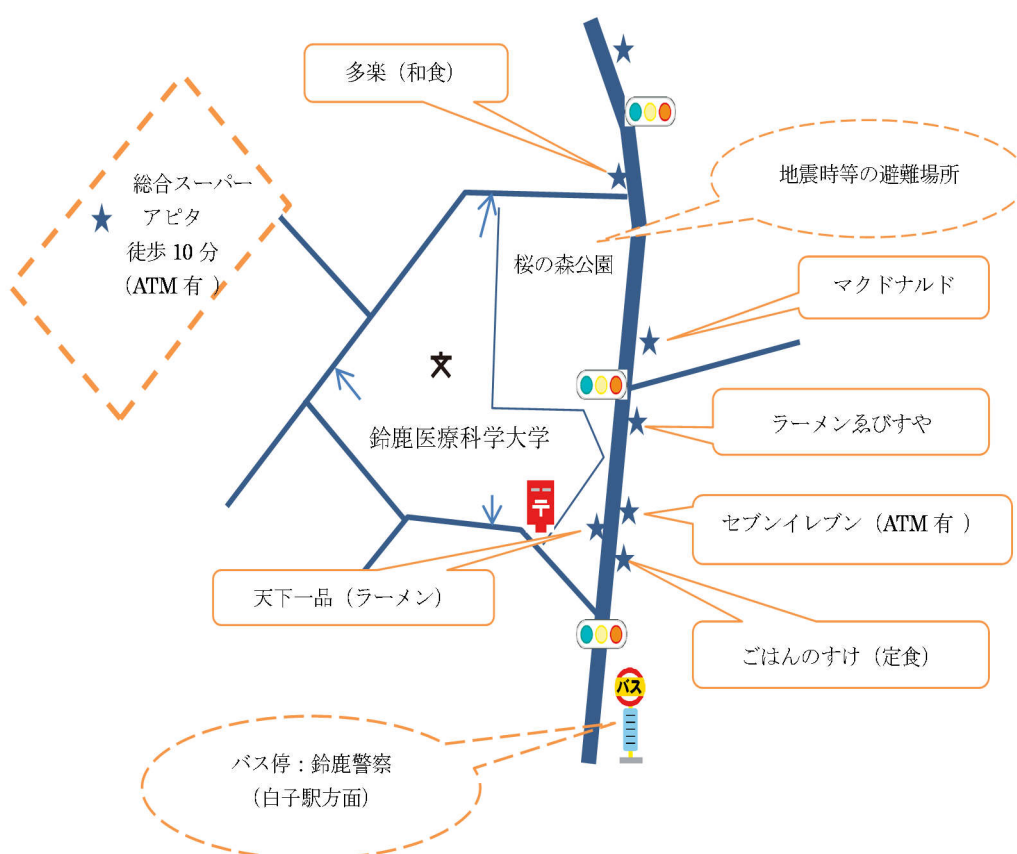 多楽（和食）
地震時等の避難場所
総合スーパー
アピタ
徒歩 10 分
（ATM 有 ）
桜の森公園
マクドナルド
文
鈴鹿医療科学大学
ラーメンゑびすや
〒
セブンイレブン（ATM 有 ）
天下一品（ラーメン）
ごはんのすけ（定食）
バス
バス停：鈴鹿警察
（白子駅方面）